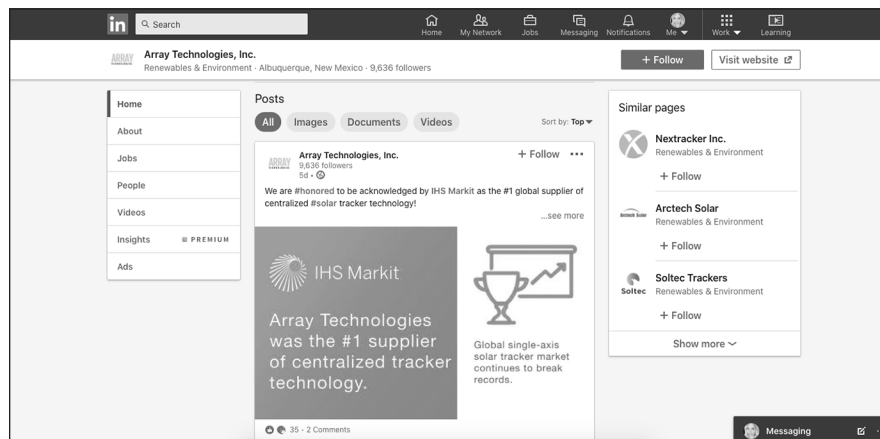 in
Search
Home
My Network
Jobs
Messaging
Notifications
Me
Work
Learning
ARRAY
Array Technologies, Inc.
Renewables & Environment · Albuquerque, New Mexico · 9,636 followers
+ Follow
Visit website
Home
About
Jobs
People
Videos
Insights PREMIUM
Ads
Posts
All Images Documents Videos
Sort by: Top
ARRAY
Array Technologies, Inc.
9,636 followers
5d •
+ Follow •••
We are #honored to be acknowledged by IHS Markit as the #1 global supplier of
centralized #solar tracker technology!
...see more
IHS Markit
Array Technologies
was the #1 supplier
of centralized tracker
technology.
Global single-axis
solar tracker market
continues to break
records.
35 · 2 Comments
Similar pages
Nextracker Inc.
Renewables & Environment
+ Follow
Arctech Solar
Arctech Solar
Renewables & Environment
+ Follow
Soltec
Soltec Trackers
Renewables & Environment
+ Follow
Show more
Messaging